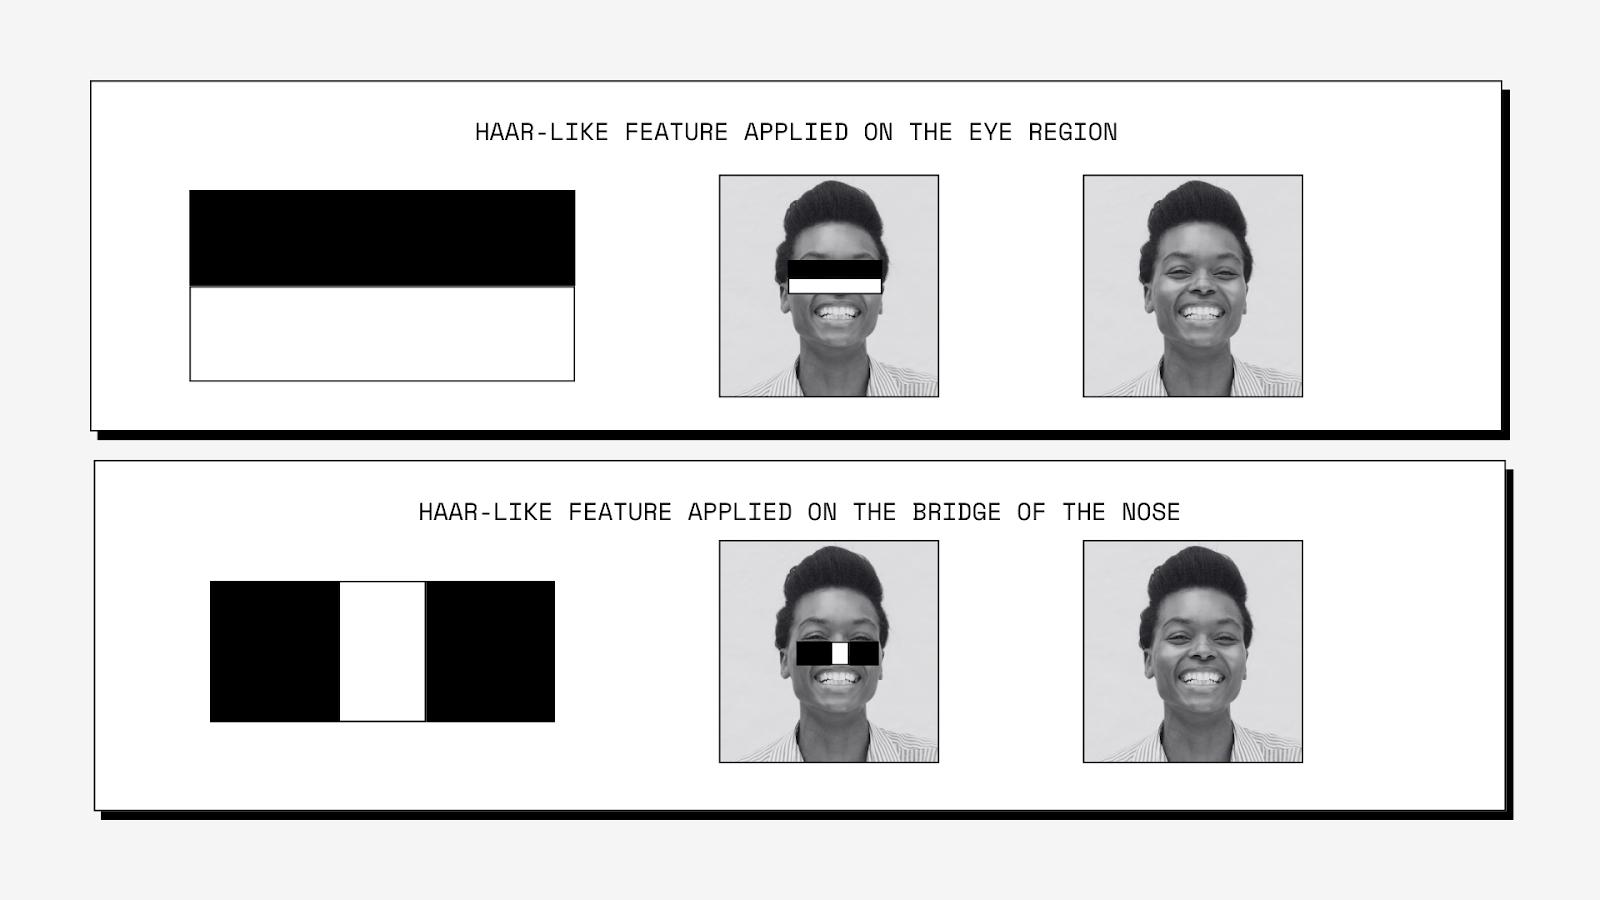 HAAR-LIKE FEATURE APPLIED ON THE EYE REGION
HAAR-LIKE FEATURE APPLIED ON THE BRIDGE OF THE NOSE